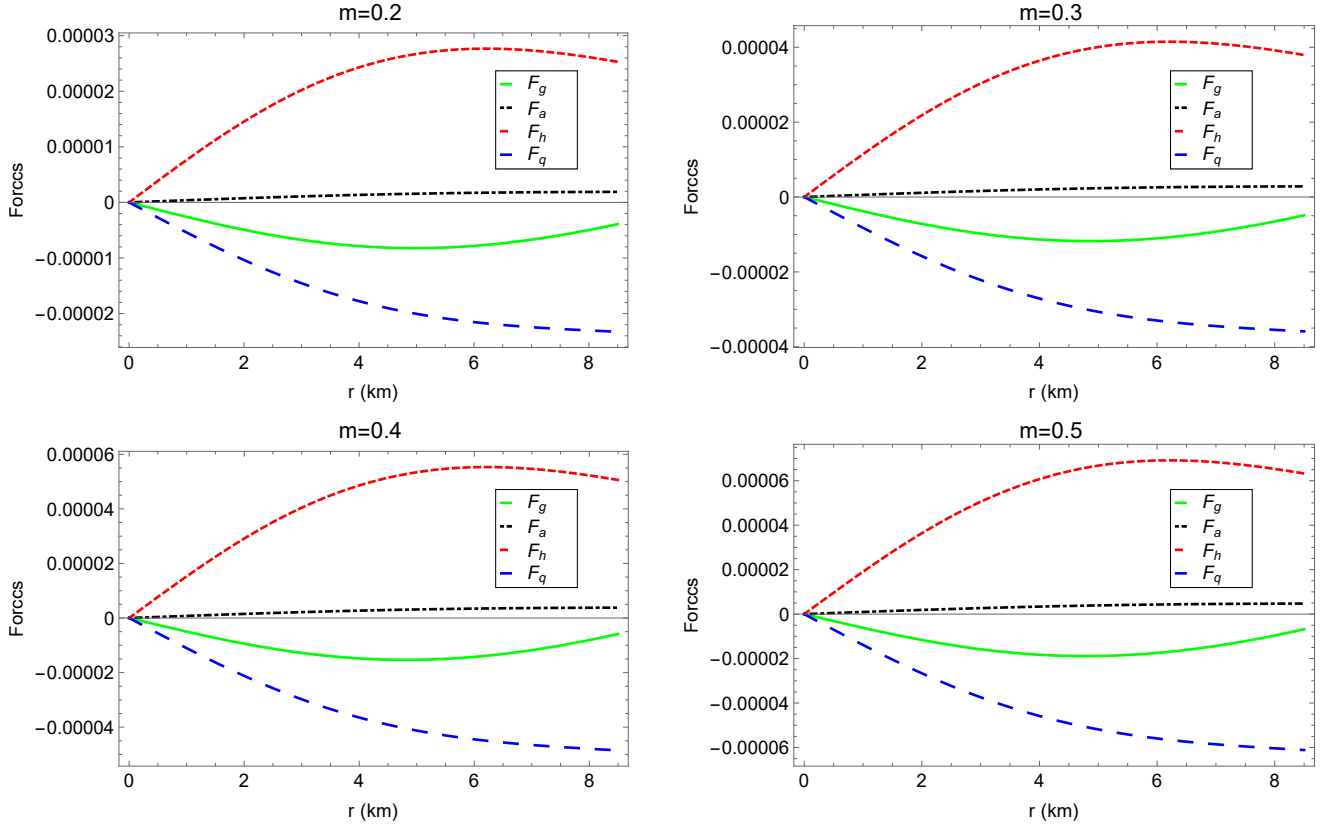 m=0.2
0.00003
0.00002
0.00001
0
−0.00001
−0.00002
Forccs
F_g
F_a
F_h
F_q
0 2 4 6 8
r (km)
m=0.3
0.00004
0.00002
0
−0.00002
−0.00004
Forccs
F_g
F_a
F_h
F_q
0 2 4 6 8
r (km)
m=0.4
0.00006
0.00004
0.00002
0
−0.00002
−0.00004
Forccs
F_g
F_a
F_h
F_q
0 2 4 6 8
r (km)
m=0.5
0.00006
0.00004
0.00002
0
−0.00002
−0.00004
−0.00006
Forccs
F_g
F_a
F_h
F_q
0 2 4 6 8
r (km)